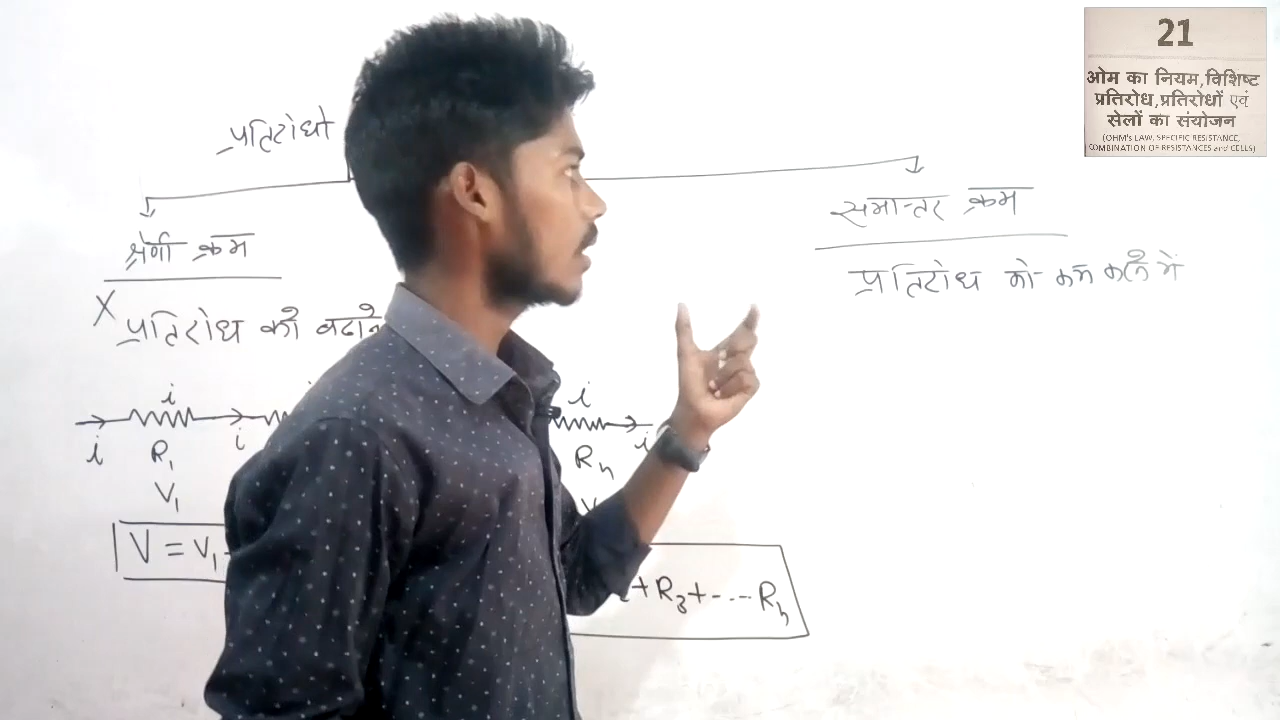 21
ओम का नियम,विशिष्ट
प्रतिरोध,प्रतिरोधों एवं
सेलों का संयोजन
(OHM's LAW, SPECIFIC RESISTANCE,
COMBINATION OF RESISTANCES and CELLS)
प्रतिरोधो
श्रेणी क्रम
समान्तर क्रम
X प्रतिरोध को बढाने
प्रतिरोध को कम करने में
i i
i i i
R₁ Rₙ
V₁
V = V₁
+ R₃ + ---- Rₙ